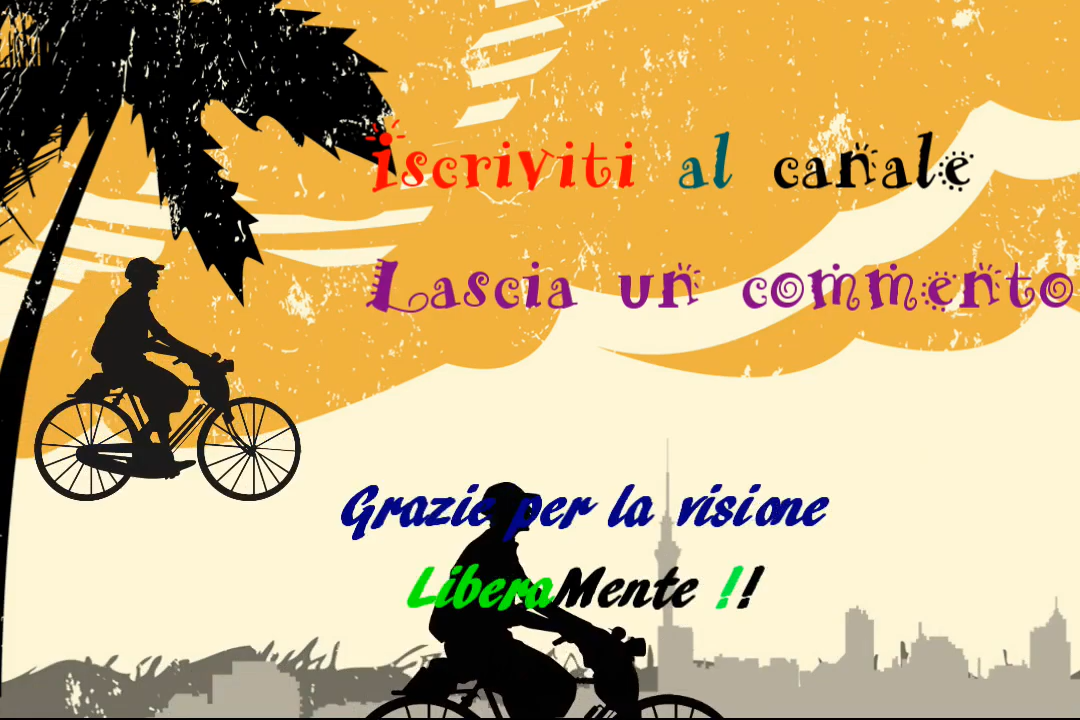 Iscriviti al canale
Lascia un commento
Grazie per la visione
LiberaMente !!